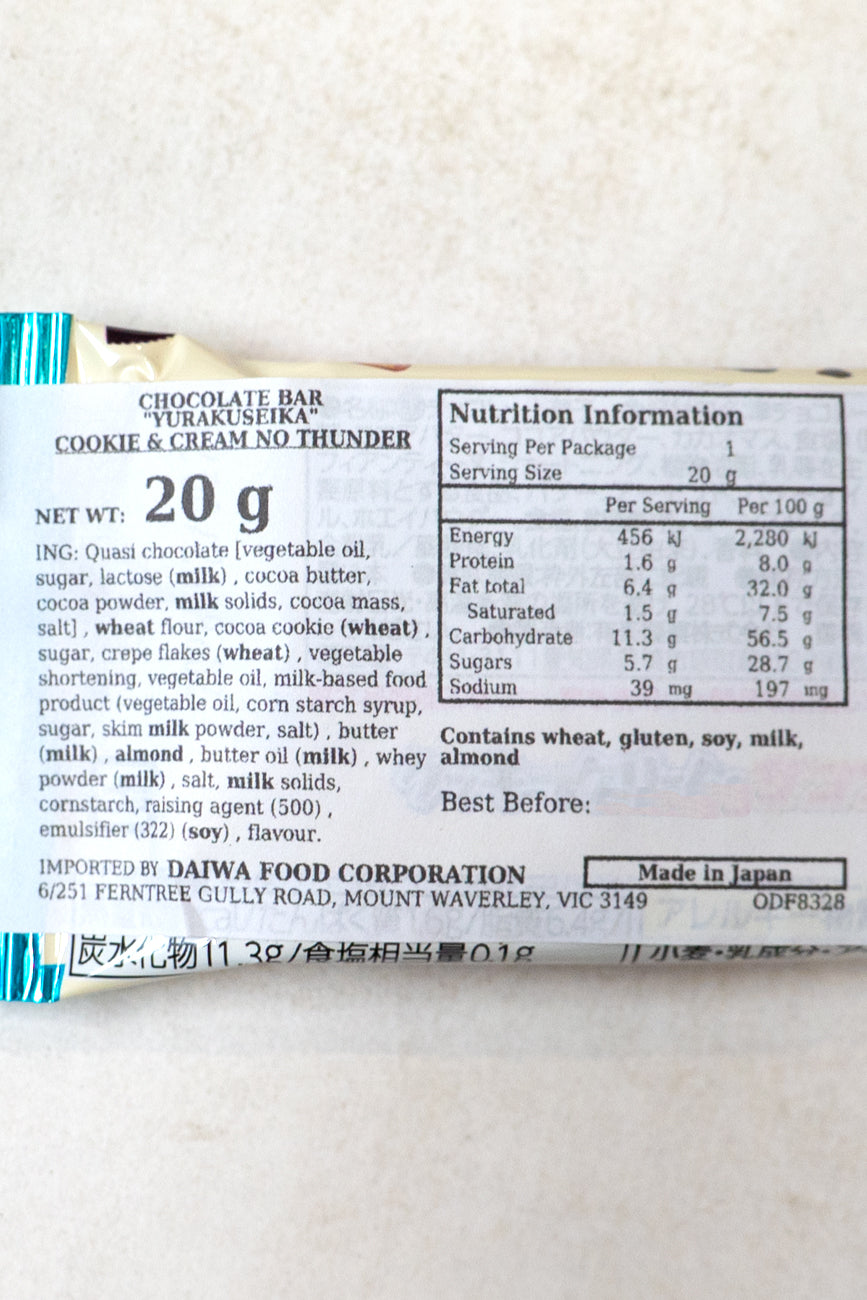 CHOCOLATE BAR
"YURAKUSEIKA"
COOKIE & CREAM NO THUNDER
NET WT: 20 g
ING: Quasi chocolate [vegetable oil,
sugar, lactose (milk) , cocoa butter,
cocoa powder, milk solids, cocoa mass,
salt] , wheat flour, cocoa cookie (wheat) ,
sugar, crepe flakes (wheat) , vegetable
shortening, vegetable oil, milk-based food
product (vegetable oil, corn starch syrup,
sugar, skim milk powder, salt) , butter
(milk) , almond , butter oil (milk) , whey
powder (milk) , salt, milk solids,
cornstarch, raising agent (500) ,
emulsifier (322) (soy) , flavour.
Nutrition Information
Serving Per Package 1
Serving Size 20 g
Per Serving Per 100 g
Energy 456 kJ 2,280 kJ
Protein 1.6 g 8.0 g
Fat total 6.4 g 32.0 g
Saturated 1.5 g 7.5 g
Carbohydrate 11.3 g 56.5 g
Sugars 5.7 g 28.7 g
Sodium 39 mg 197 mg
Contains wheat, gluten, soy, milk,
almond
Best Before:
IMPORTED BY DAIWA FOOD CORPORATION
6/251 FERNTREE GULLY ROAD, MOUNT WAVERLEY, VIC 3149
Made in Japan
ODF8328
炭水化物11.3g/食塩相当量0.1g
小麦・乳成分・